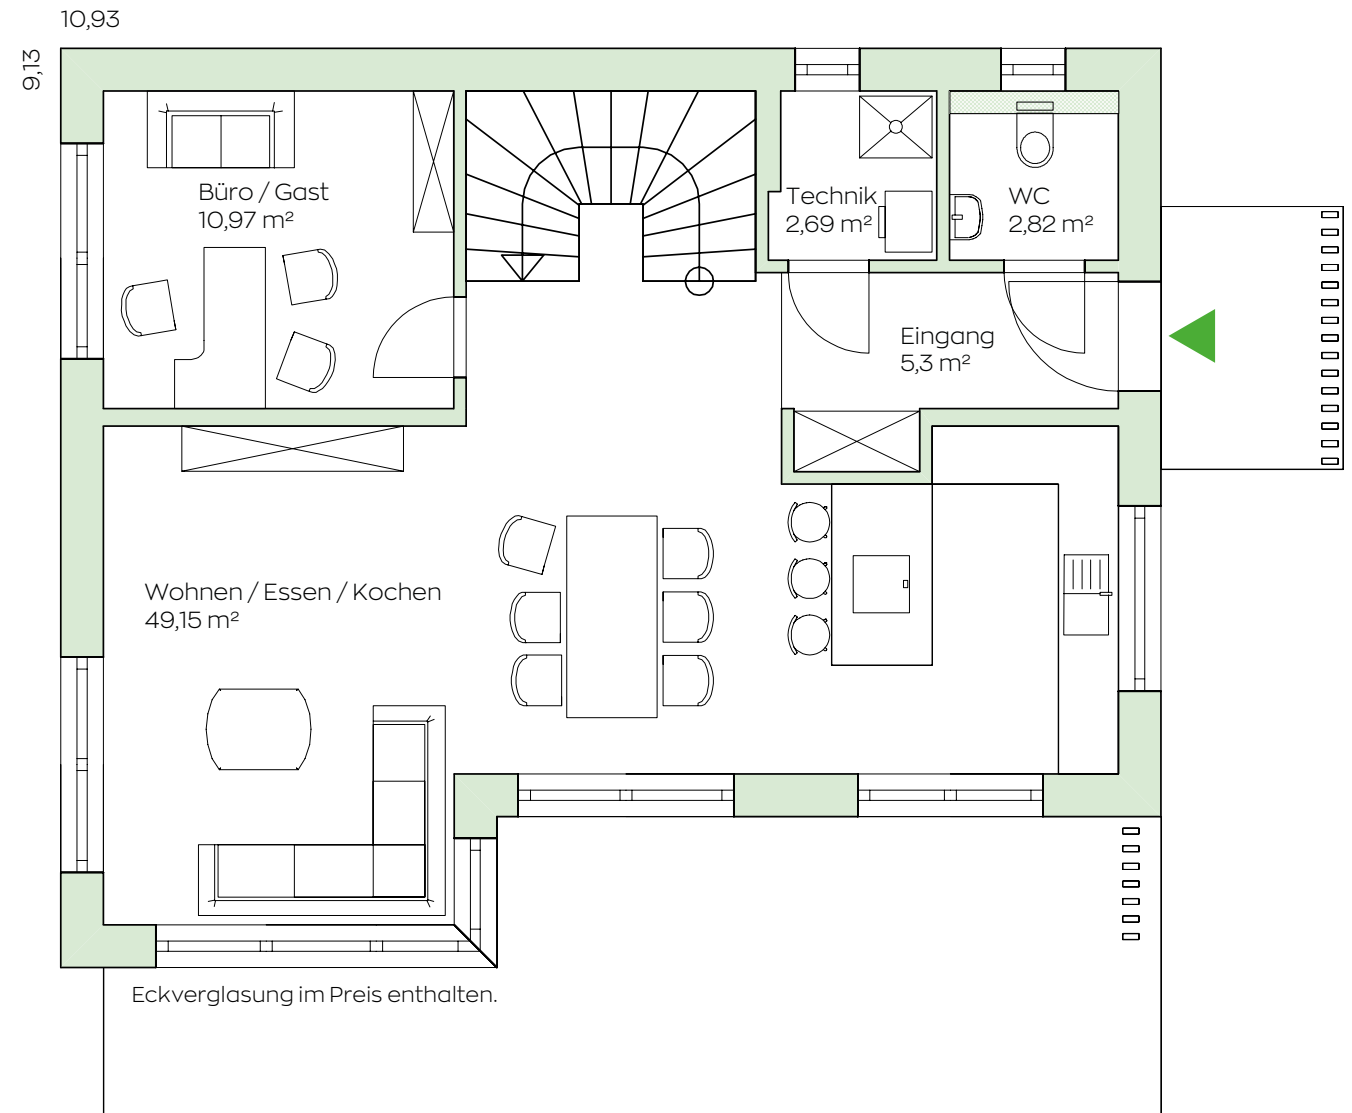 10,93
9,13
Büro / Gast
10,97 m²
Technik
2,69 m²
WC
2,82 m²
Eingang
5,3 m²
Wohnen / Essen / Kochen
49,15 m²
Eckverglasung im Preis enthalten.